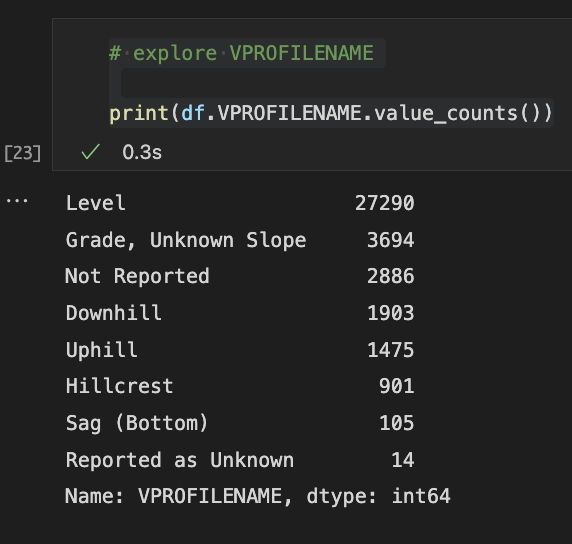 # explore VPROFILENAME
print(df.VPROFILENAME.value_counts())
[23] ✓ 0.3s
... Level 27290
Grade, Unknown Slope 3694
Not Reported 2886
Downhill 1903
Uphill 1475
Hillcrest 901
Sag (Bottom) 105
Reported as Unknown 14
Name: VPROFILENAME, dtype: int64